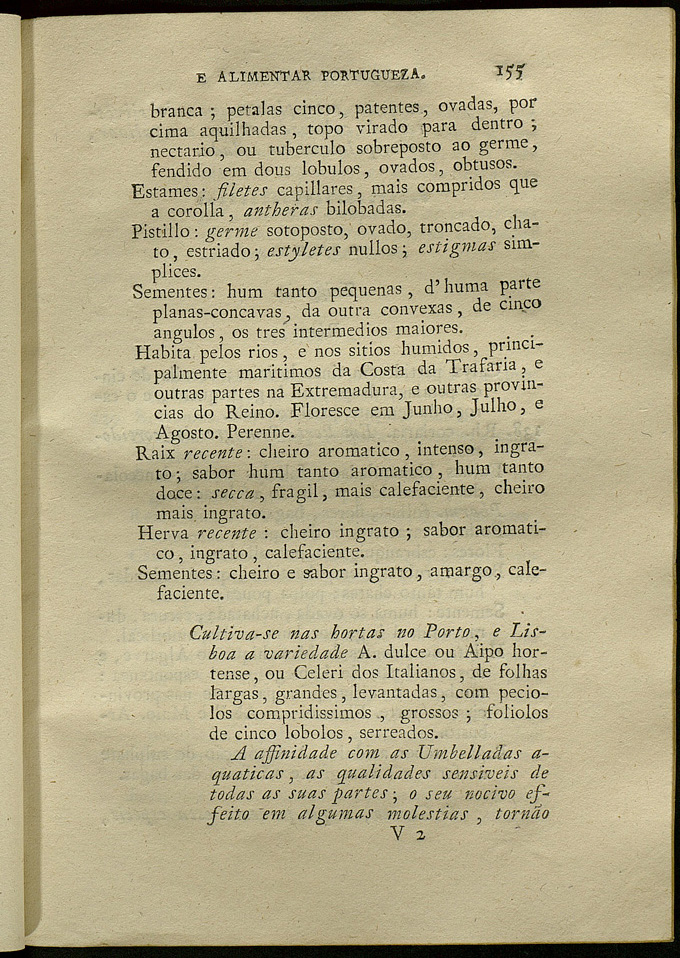 E ALIMENTAR PORTUGUEZA. 155
branca ; petalas cinco, patentes, ovadas, por
cima aquilhadas, topo virado para dentro ;
nectario, ou tuberculo sobreposto ao germe,
fendido em dous lobulos, ovados, obtusos.
Estames: filetes capillares, mais compridos que
a corolla, antheras bilobadas.
Pistillo: germe sotoposto, ovado, troncado, cha-
to, estriado; estyletes nullos; estigmas sim-
plices.
Sementes: hum tanto pequenas, d'huma parte
planas-concavas, da outra convexas, de cinco
angulos, os tres intermedios maiores.
Habita pelos rios, e nos sitios humidos, princi-
palmente maritimos da Costa da Trafaria, e
outras partes na Extremadura, e outras provin-
cias do Reino. Floresce em Junho, Julho, e
Agosto. Perenne.
Raix recente: cheiro aromatico, intenso, ingra-
to; sabor hum tanto aromatico, hum tanto
doce: secca, fragil, mais calefaciente, cheiro
mais ingrato.
Herva recente : cheiro ingrato ; sabor aromati-
co, ingrato, calefaciente.
Sementes: cheiro e sabor ingrato, amargo, cale-
faciente.
Cultiva-se nas hortas no Porto, e Lis-
boa a variedade A. dulce ou Aipo hor-
tense, ou Celeri dos Italianos, de folhas
largas, grandes, levantadas, com pecio-
los compridissimos, grossos ; foliolos
de cinco lobolos, serreados.
A affinidade com as Umbelladas a-
quaticas, as qualidades sensiveis de
todas as suas partes; o seu nocivo ef-
feito em algumas molestias, tornão
V 2